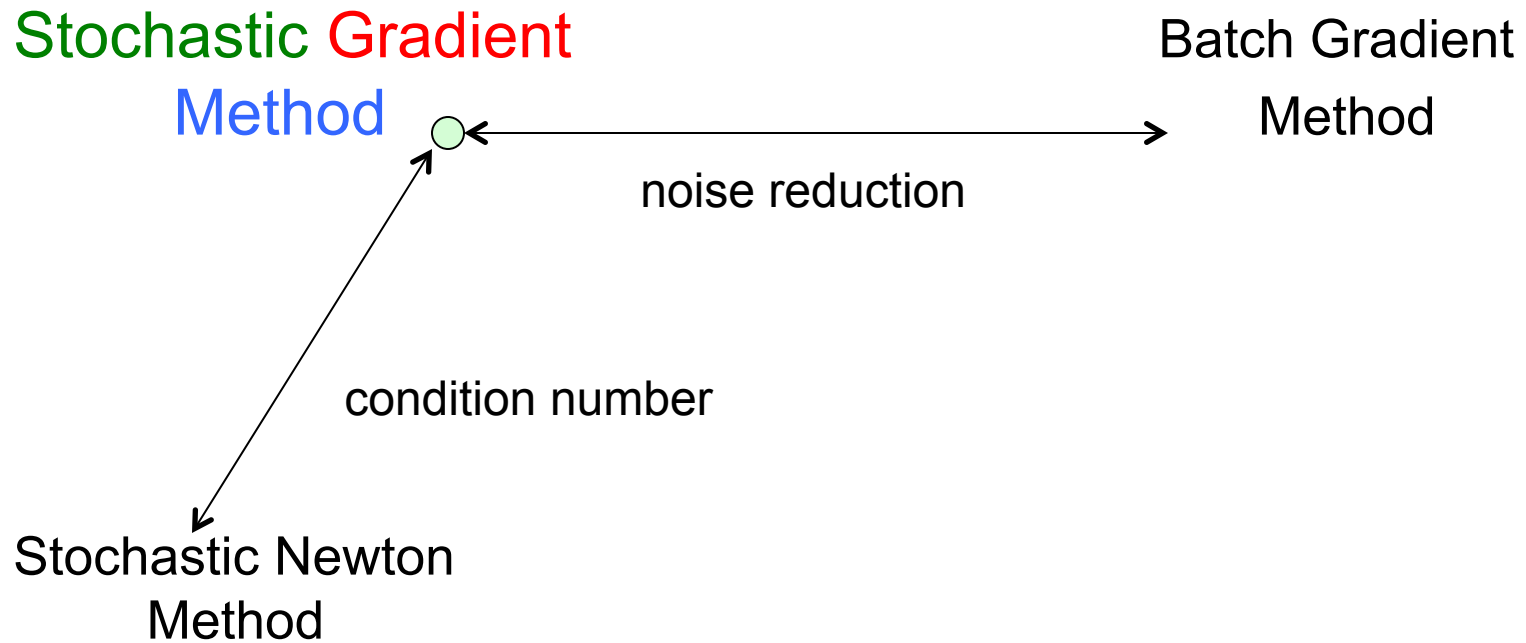 Stochastic Gradient
Method
Batch Gradient
Method
noise reduction
condition number
Stochastic Newton
Method